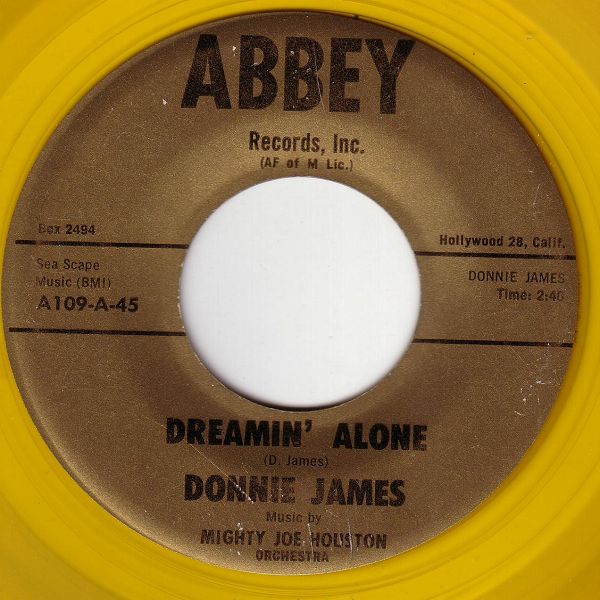 ABBEY
Records, Inc.
(AF of M Lic.)
Box 2494
Hollywood 28, Calif.
Sea Scape
Music (BMI)
A109-A-45
DONNIE JAMES
Time: 2:40
DREAMIN' ALONE
(D. James)
DONNIE JAMES
Music by
MIGHTY JOE HOUSTON
ORCHESTRA